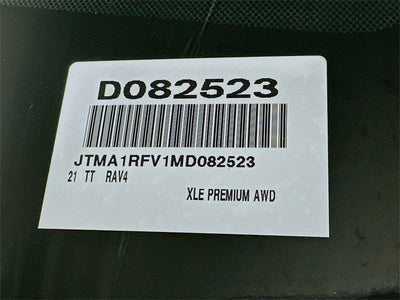 D082523
JTMA1RFV1MD082523
21 TT RAV4
XLE PREMIUM AWD